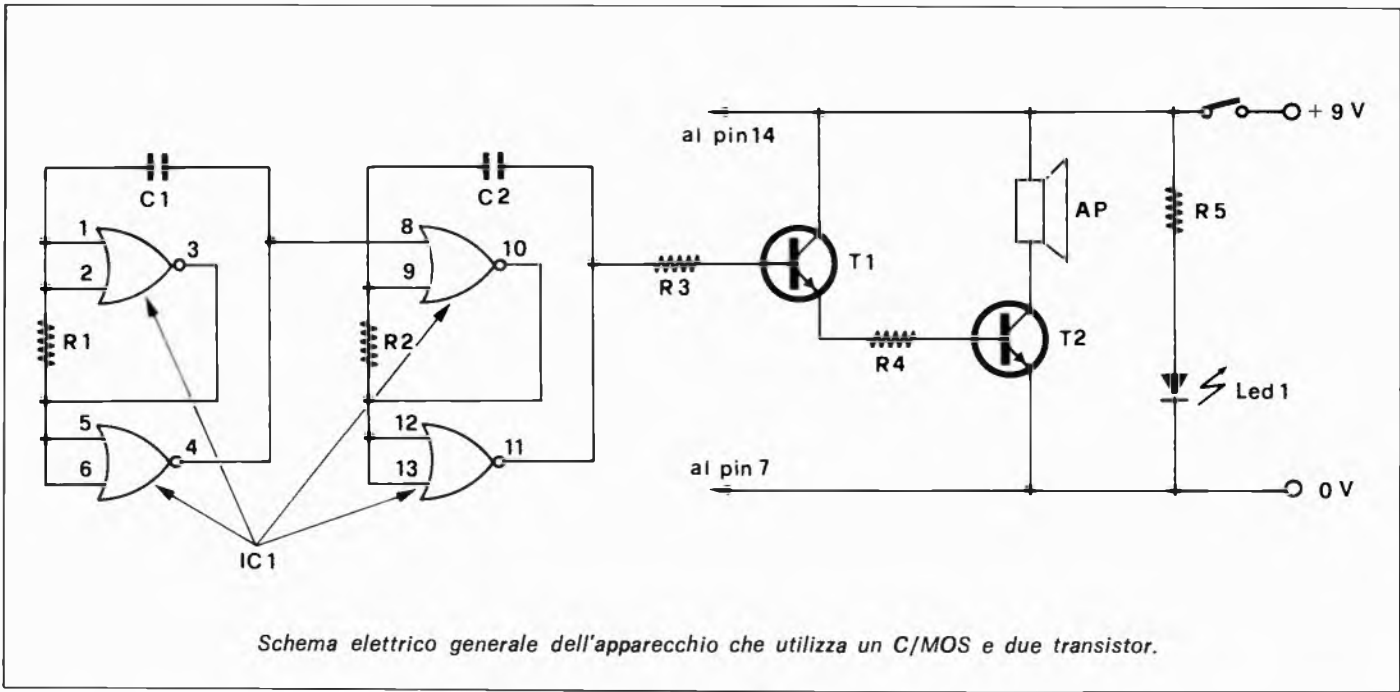 + 9 V
al pin 14
C1
C2
1
3
2
8
10
9
R1
R2
R3
T1
AP
R5
R4
T2
Led 1
5
4
6
12
11
13
al pin 7
0 V
IC1
Schema elettrico generale dell'apparecchio che utilizza un C/MOS e due transistor.